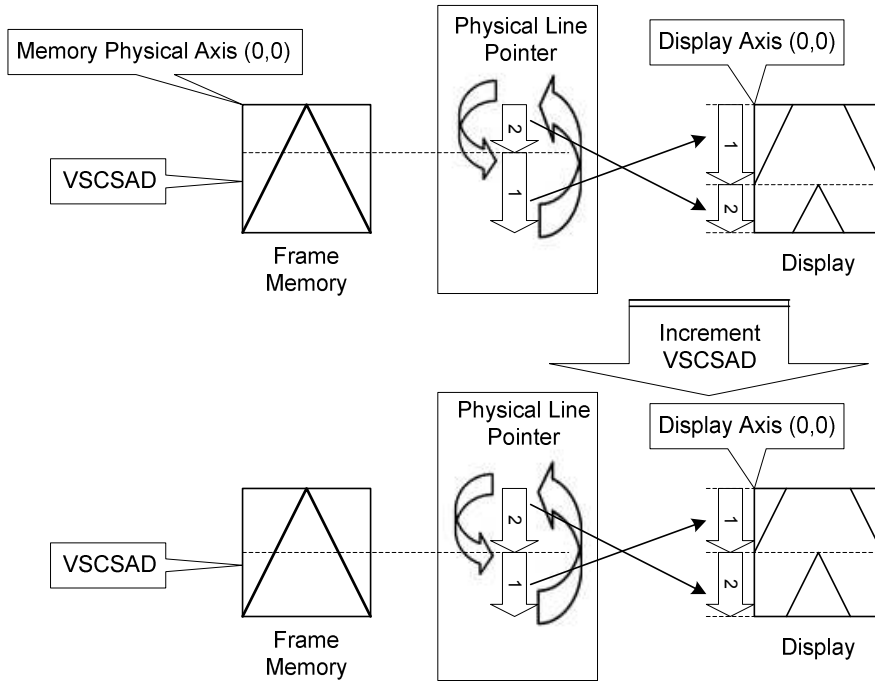 Memory Physical Axis (0,0)
Physical Line
Pointer
Display Axis (0,0)
VSCSAD
2
1
1
2
Frame
Memory
Display
Increment
VSCSAD
Physical Line
Pointer
Display Axis (0,0)
VSCSAD
2
1
1
2
Frame
Memory
Display